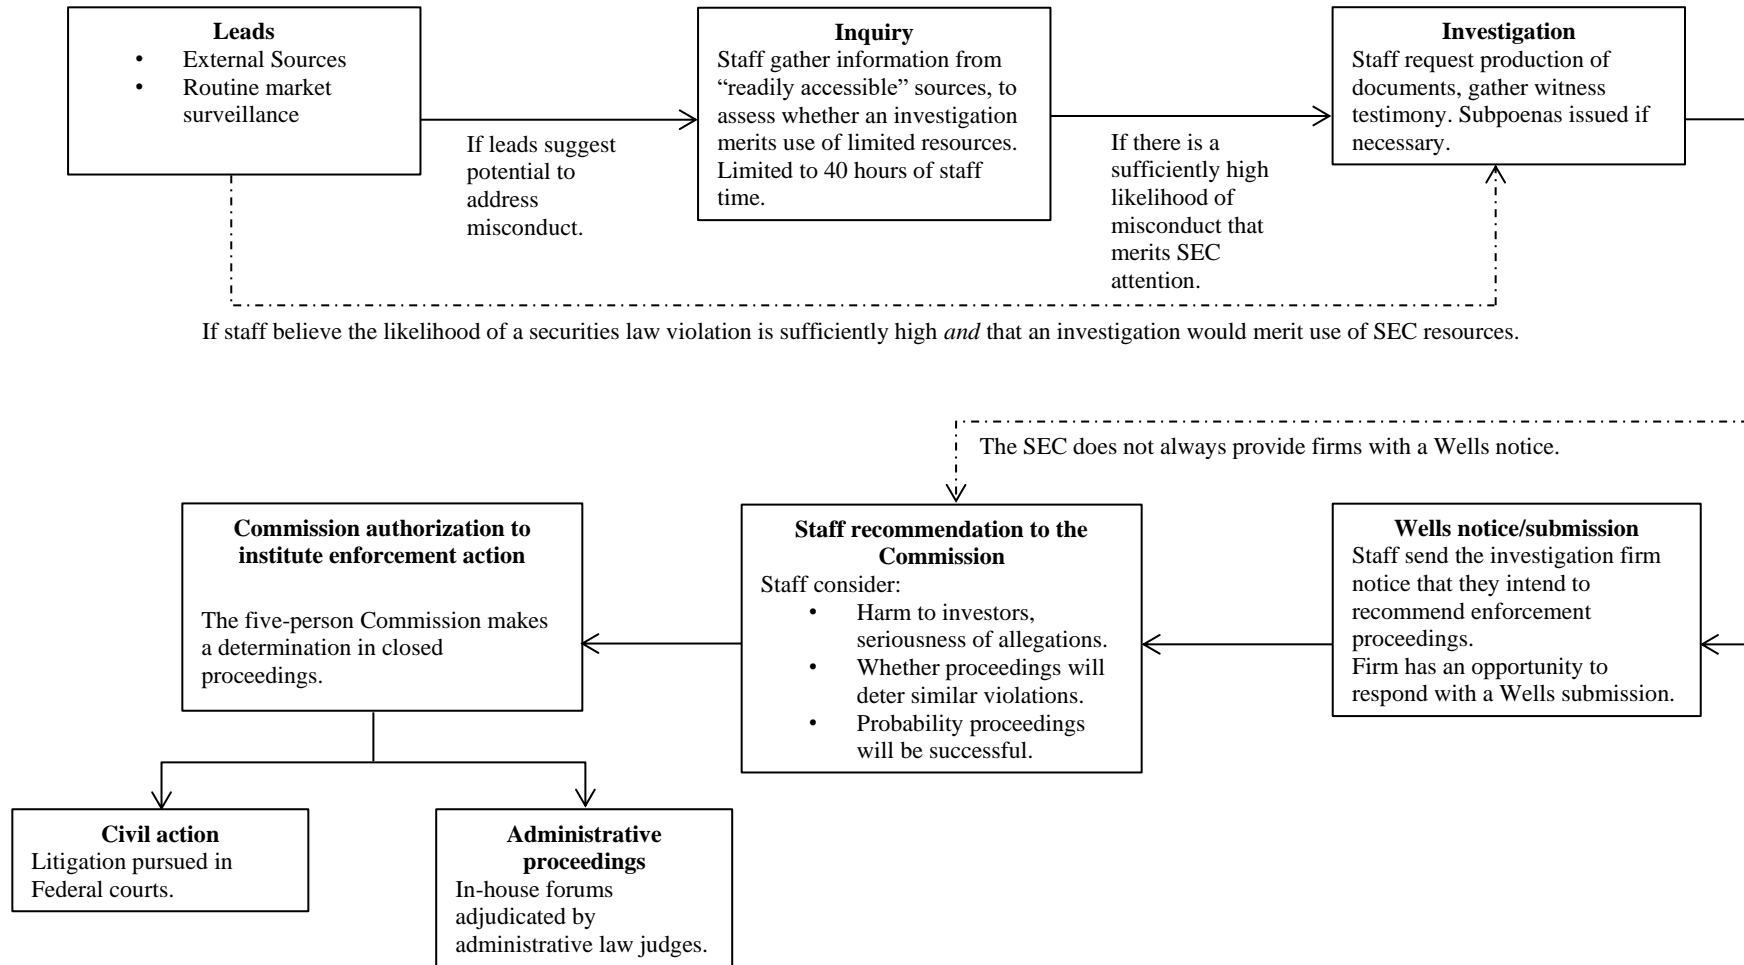 Leads
• External Sources
• Routine market
surveillance
Inquiry
Staff gather information from
“readily accessible” sources, to
assess whether an investigation
merits use of limited resources.
Limited to 40 hours of staff
time.
Investigation
Staff request production of
documents, gather witness
testimony. Subpoenas issued if
necessary.
If leads suggest
potential to
address
misconduct.
If there is a
sufficiently high
likelihood of
misconduct that
merits SEC
attention.
If staff believe the likelihood of a securities law violation is sufficiently high and that an investigation would merit use of SEC resources.
The SEC does not always provide firms with a Wells notice.
Wells notice/submission
Staff send the investigation firm
notice that they intend to
recommend enforcement
proceedings.
Firm has an opportunity to
respond with a Wells submission.
Staff recommendation to the
Commission
Staff consider:
• Harm to investors,
seriousness of allegations.
• Whether proceedings will
deter similar violations.
• Probability proceedings
will be successful.
Commission authorization to
institute enforcement action
The five-person Commission makes
a determination in closed
proceedings.
Civil action
Litigation pursued in
Federal courts.
Administrative
proceedings
In-house forums
adjudicated by
administrative law judges.